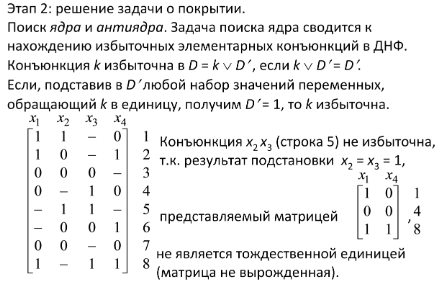 Этап 2: решение задачи о покрытии.
Поиск ядра и антиядра. Задача поиска ядра сводится к
нахождению избыточных элементарных конъюнкций в ДНФ.
Конъюнкция k избыточна в D = k ∨ D′, если k ∨ D′ = D′.
Если, подставив в D′ любой набор значений переменных,
обращающий k в единицу, получим D′ = 1, то k избыточна.
x1 x2 x3 x4
1 1 – 0 1
1 0 – 1 2
0 0 0 – 3
0 – 1 0 4
– 1 1 – 5
– 0 0 1 6
0 0 – 0 7
1 – 1 1 8
Конъюнкция x2 x3 (строка 5) не избыточна,
т.к. результат подстановки x2 = x3 = 1,
x1 x4
1 0 1
представляемый матрицей 0 0 4 ,
1 1 8
не является тождественной единицей
(матрица не вырожденная).